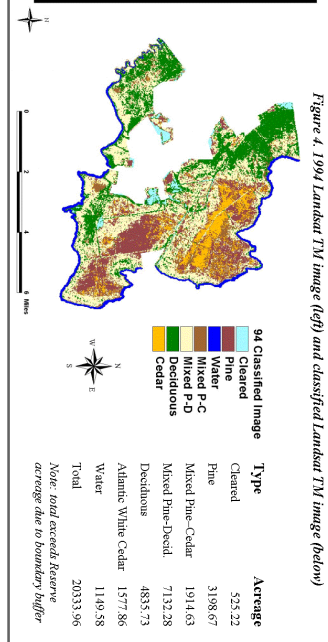 Figure 4. 1994 Landsat TM image (left) and classified Landsat TM image (below)
N
0 2 4 6 Miles
94 Classified Image
Cleared
Pine
Water
Mixed P-C
Mixed P-D
Deciduous
Cedar
N
W E
S
Type Acreage
Cleared 525.22
Pine 3198.67
Mixed Pine–Cedar 1914.63
Mixed Pine-Decid. 7132.28
Deciduous 4835.73
Atlantic White Cedar 1577.86
Water 1149.58
Total 20333.96
Note: total exceeds Reserve
acreage due to boundary buffer